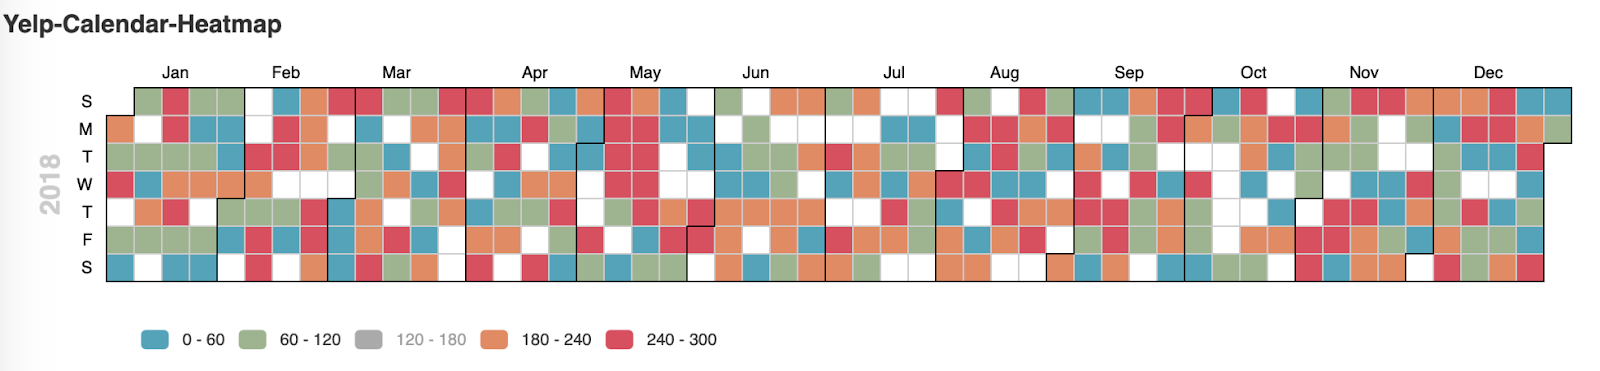 Yelp-Calendar-Heatmap
Jan Feb Mar Apr May Jun Jul Aug Sep Oct Nov Dec
2018
S
M
T
W
T
F
S
0 - 60 60 - 120 120 - 180 180 - 240 240 - 300